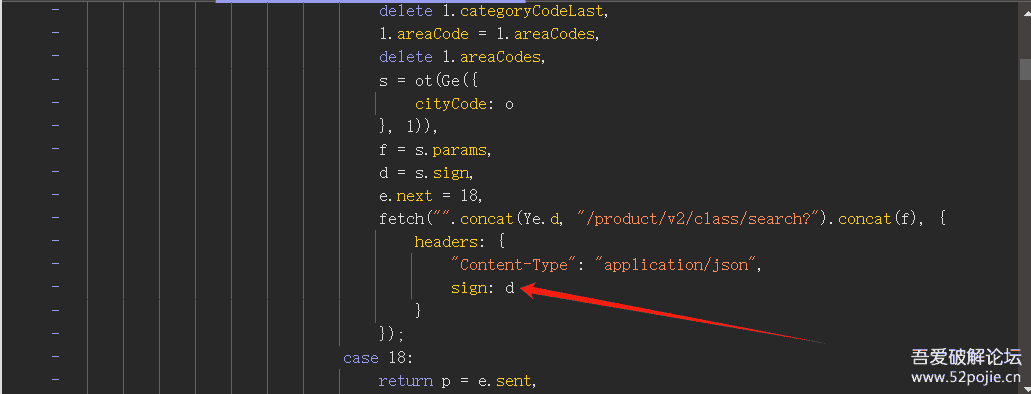 delete l.categoryCodeLast,
l.areaCode = l.areaCodes,
delete l.areaCodes,
s = ot(Ge({
cityCode: o
}, 1)),
f = s.params,
d = s.sign,
e.next = 18,
fetch("".concat(Ye.d, "/product/v2/class/search?").concat(f), {
headers: {
"Content-Type": "application/json",
sign: d
}
});
case 18:
return p = e.sent,
吾爱破解论坛
www.52pojie.cn